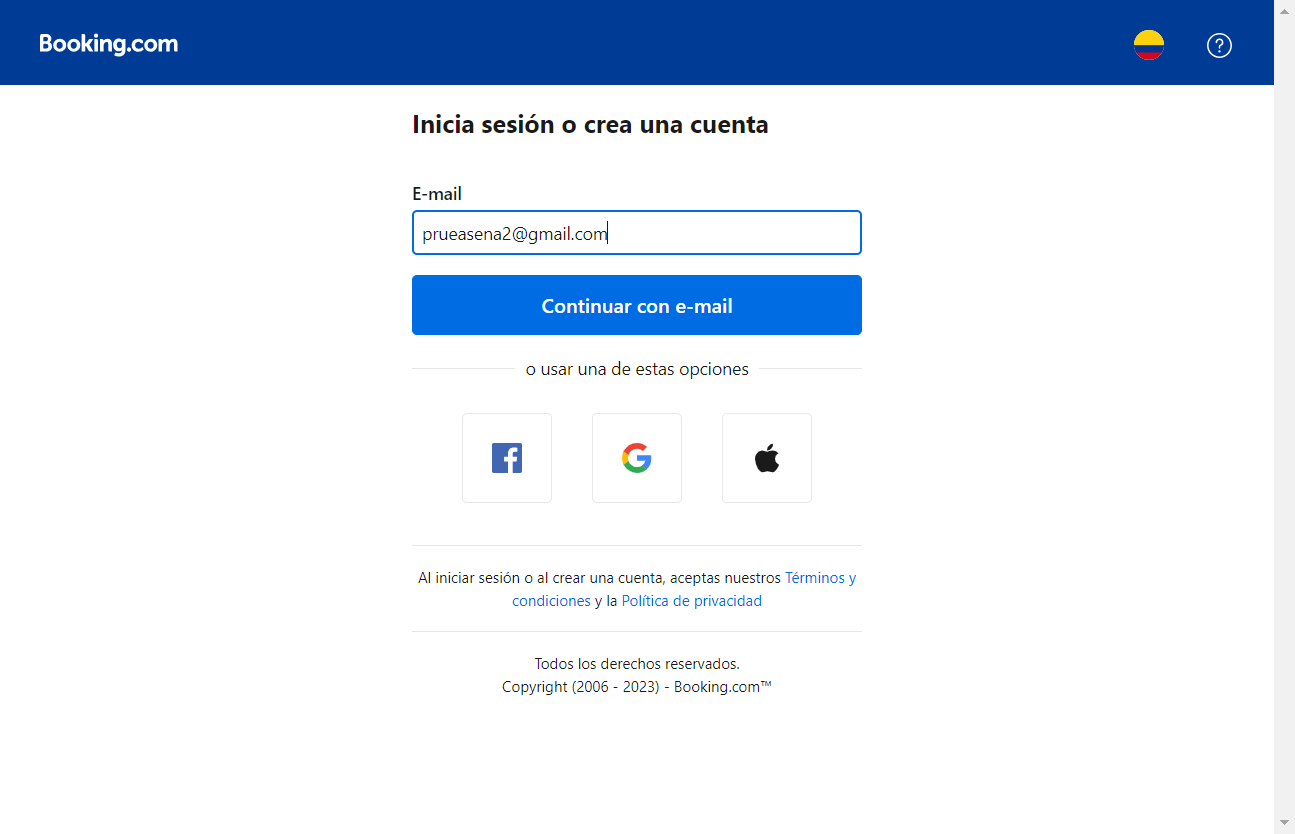 Booking.com
Inicia sesión o crea una cuenta
E-mail
prueasena2@gmail.com
Continuar con e-mail
o usar una de estas opciones
Al iniciar sesión o al crear una cuenta, aceptas nuestros Términos y
condiciones y la Política de privacidad
Todos los derechos reservados.
Copyright (2006 - 2023) - Booking.com™